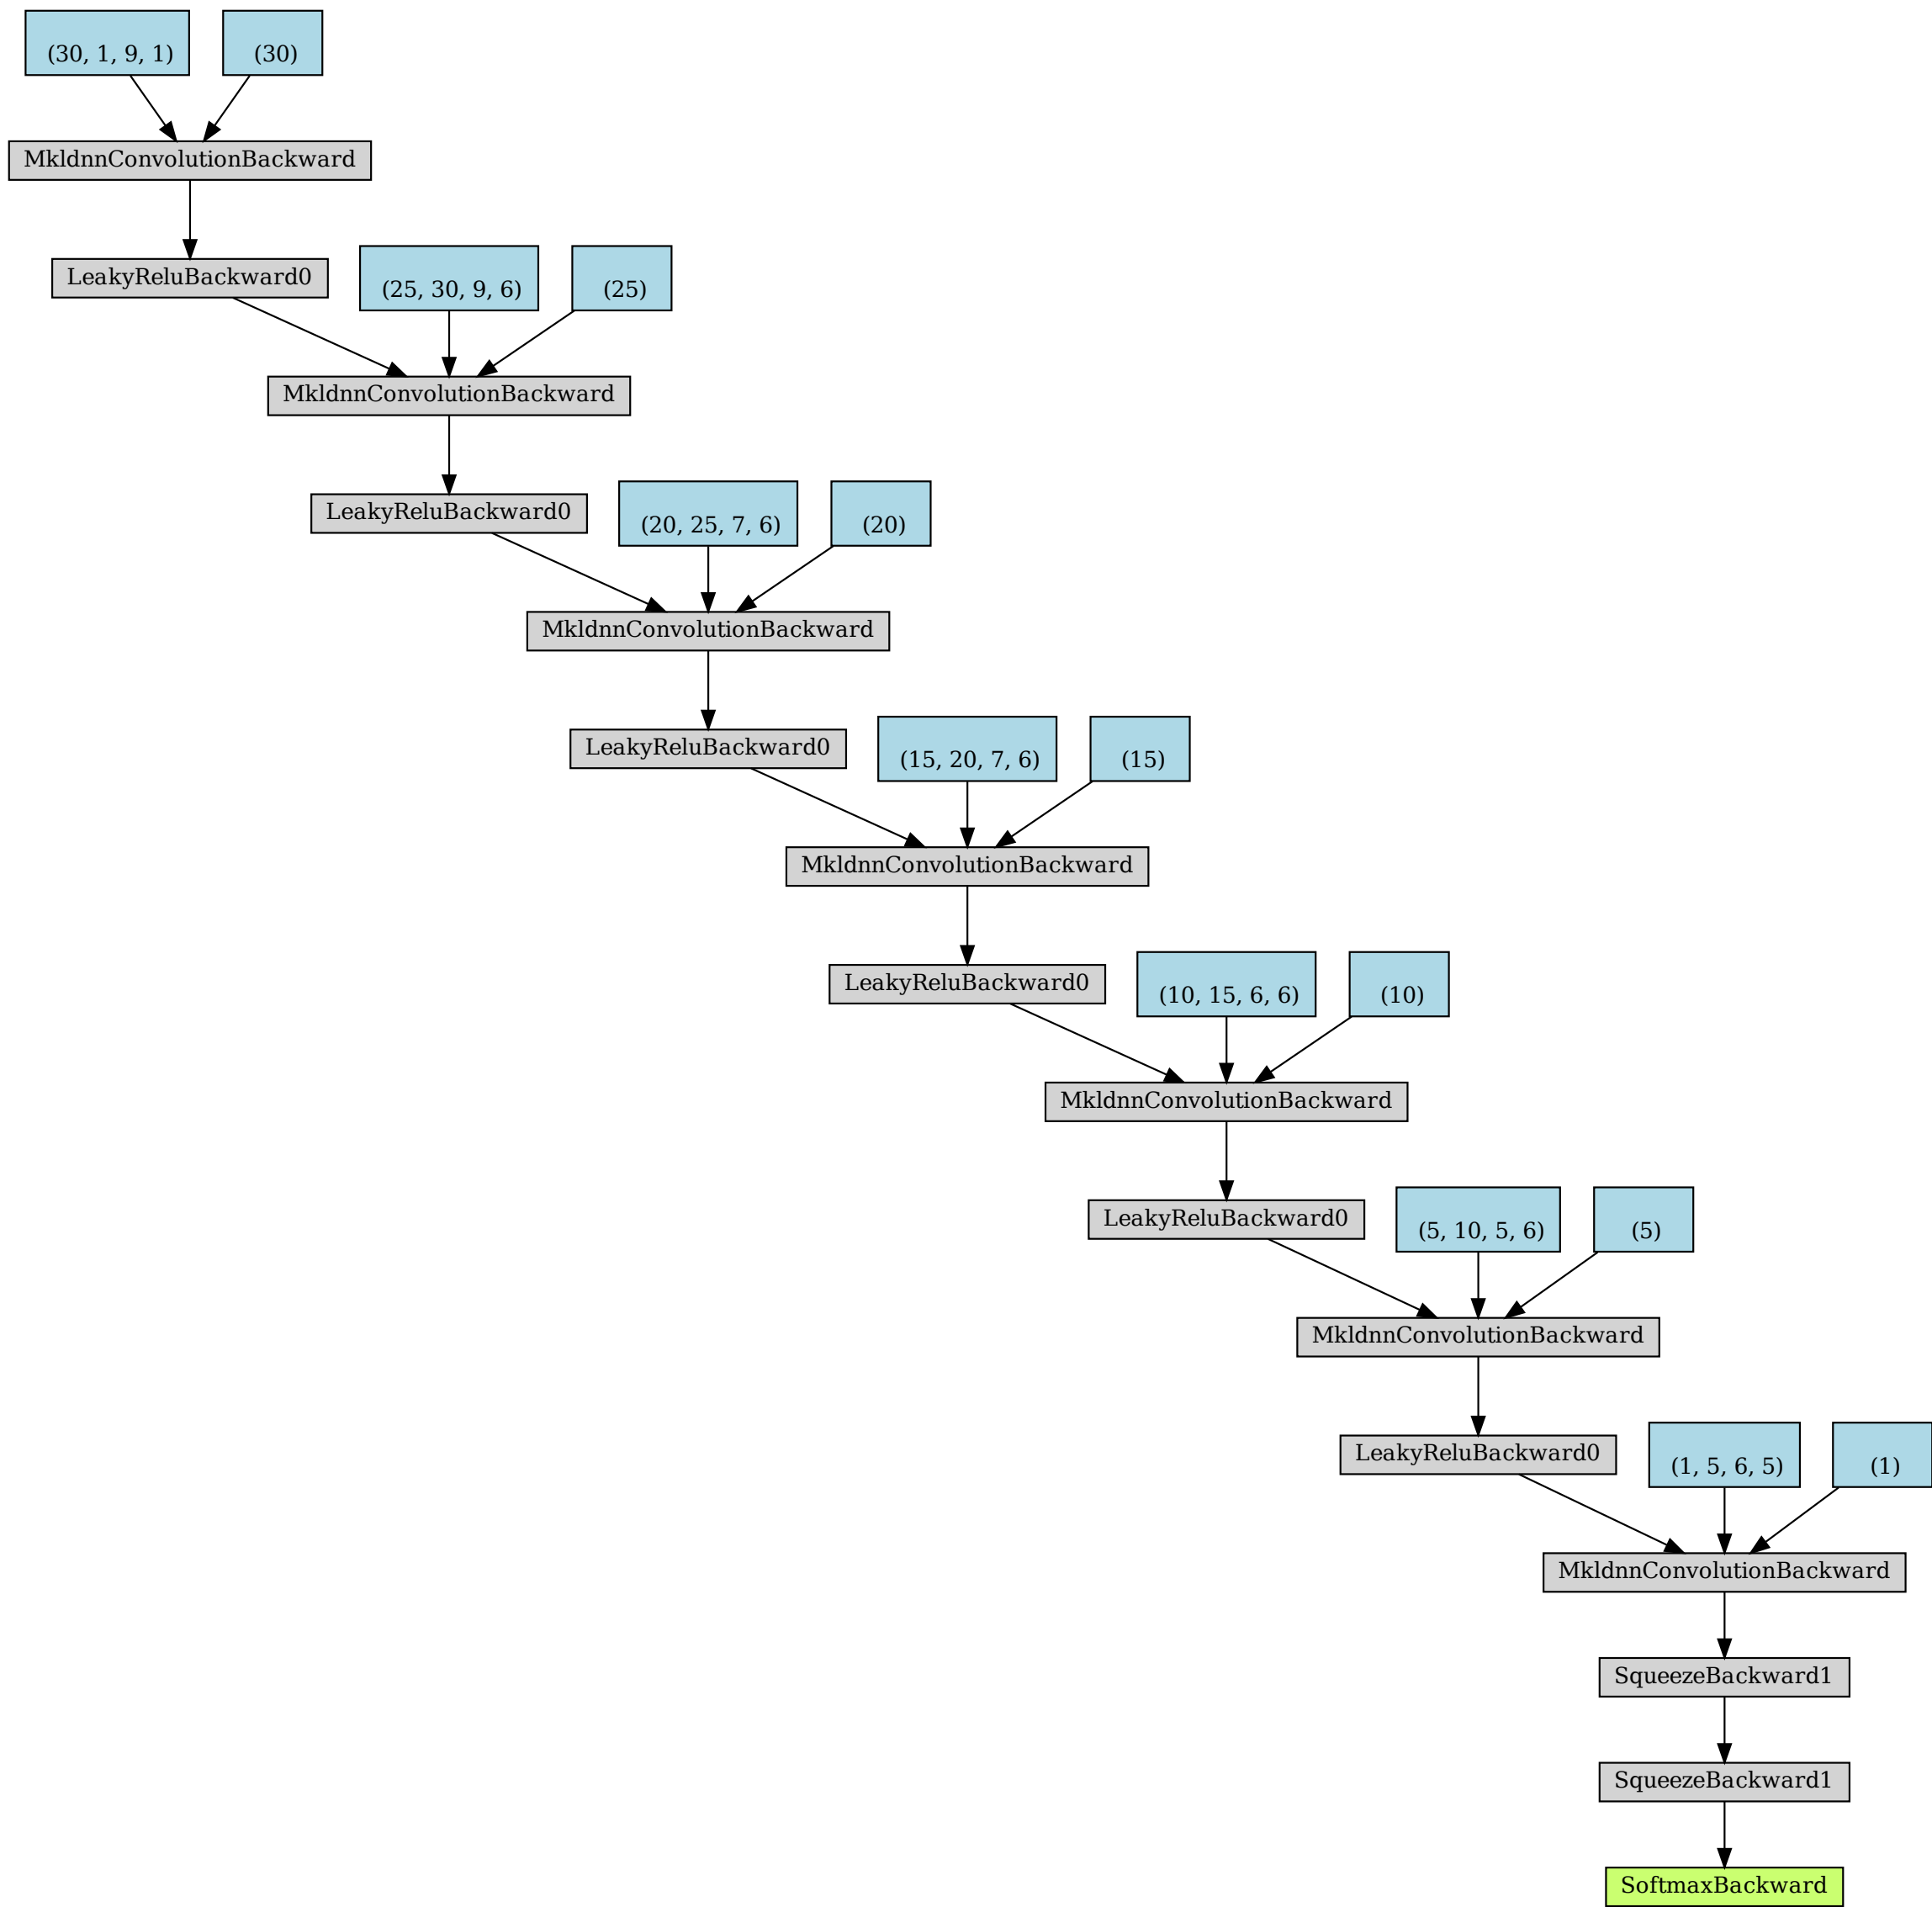 (30, 1, 9, 1)
(30)
MkldnnConvolutionBackward
LeakyReluBackward0
(25, 30, 9, 6)
(25)
MkldnnConvolutionBackward
LeakyReluBackward0
(20, 25, 7, 6)
(20)
MkldnnConvolutionBackward
LeakyReluBackward0
(15, 20, 7, 6)
(15)
MkldnnConvolutionBackward
LeakyReluBackward0
(10, 15, 6, 6)
(10)
MkldnnConvolutionBackward
LeakyReluBackward0
(5, 10, 5, 6)
(5)
MkldnnConvolutionBackward
LeakyReluBackward0
(1, 5, 6, 5)
(1)
MkldnnConvolutionBackward
SqueezeBackward1
SqueezeBackward1
SoftmaxBackward